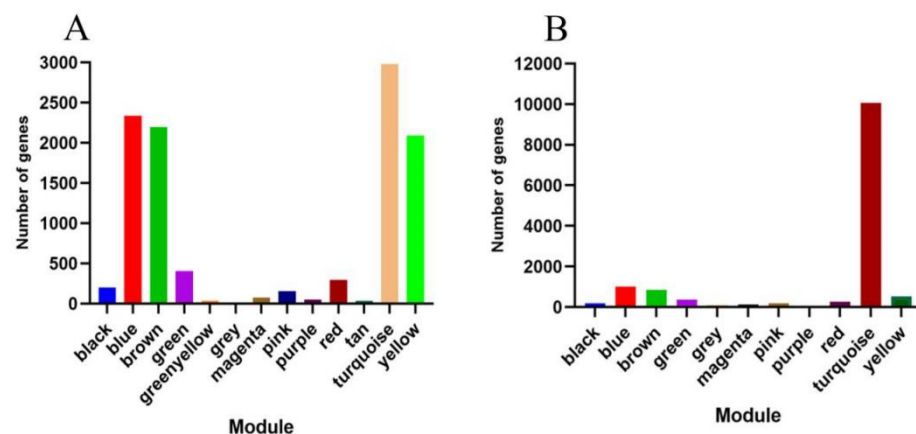 A
Number of genes
3000
2500
2000
1500
1000
500
0
black
blue
brown
green
greenyellow
grey
magenta
pink
purple
red
tan
turquoise
yellow
Module
B
Number of genes
12000
10000
8000
6000
4000
2000
0
black
blue
brown
green
grey
magenta
pink
purple
red
turquoise
yellow
Module